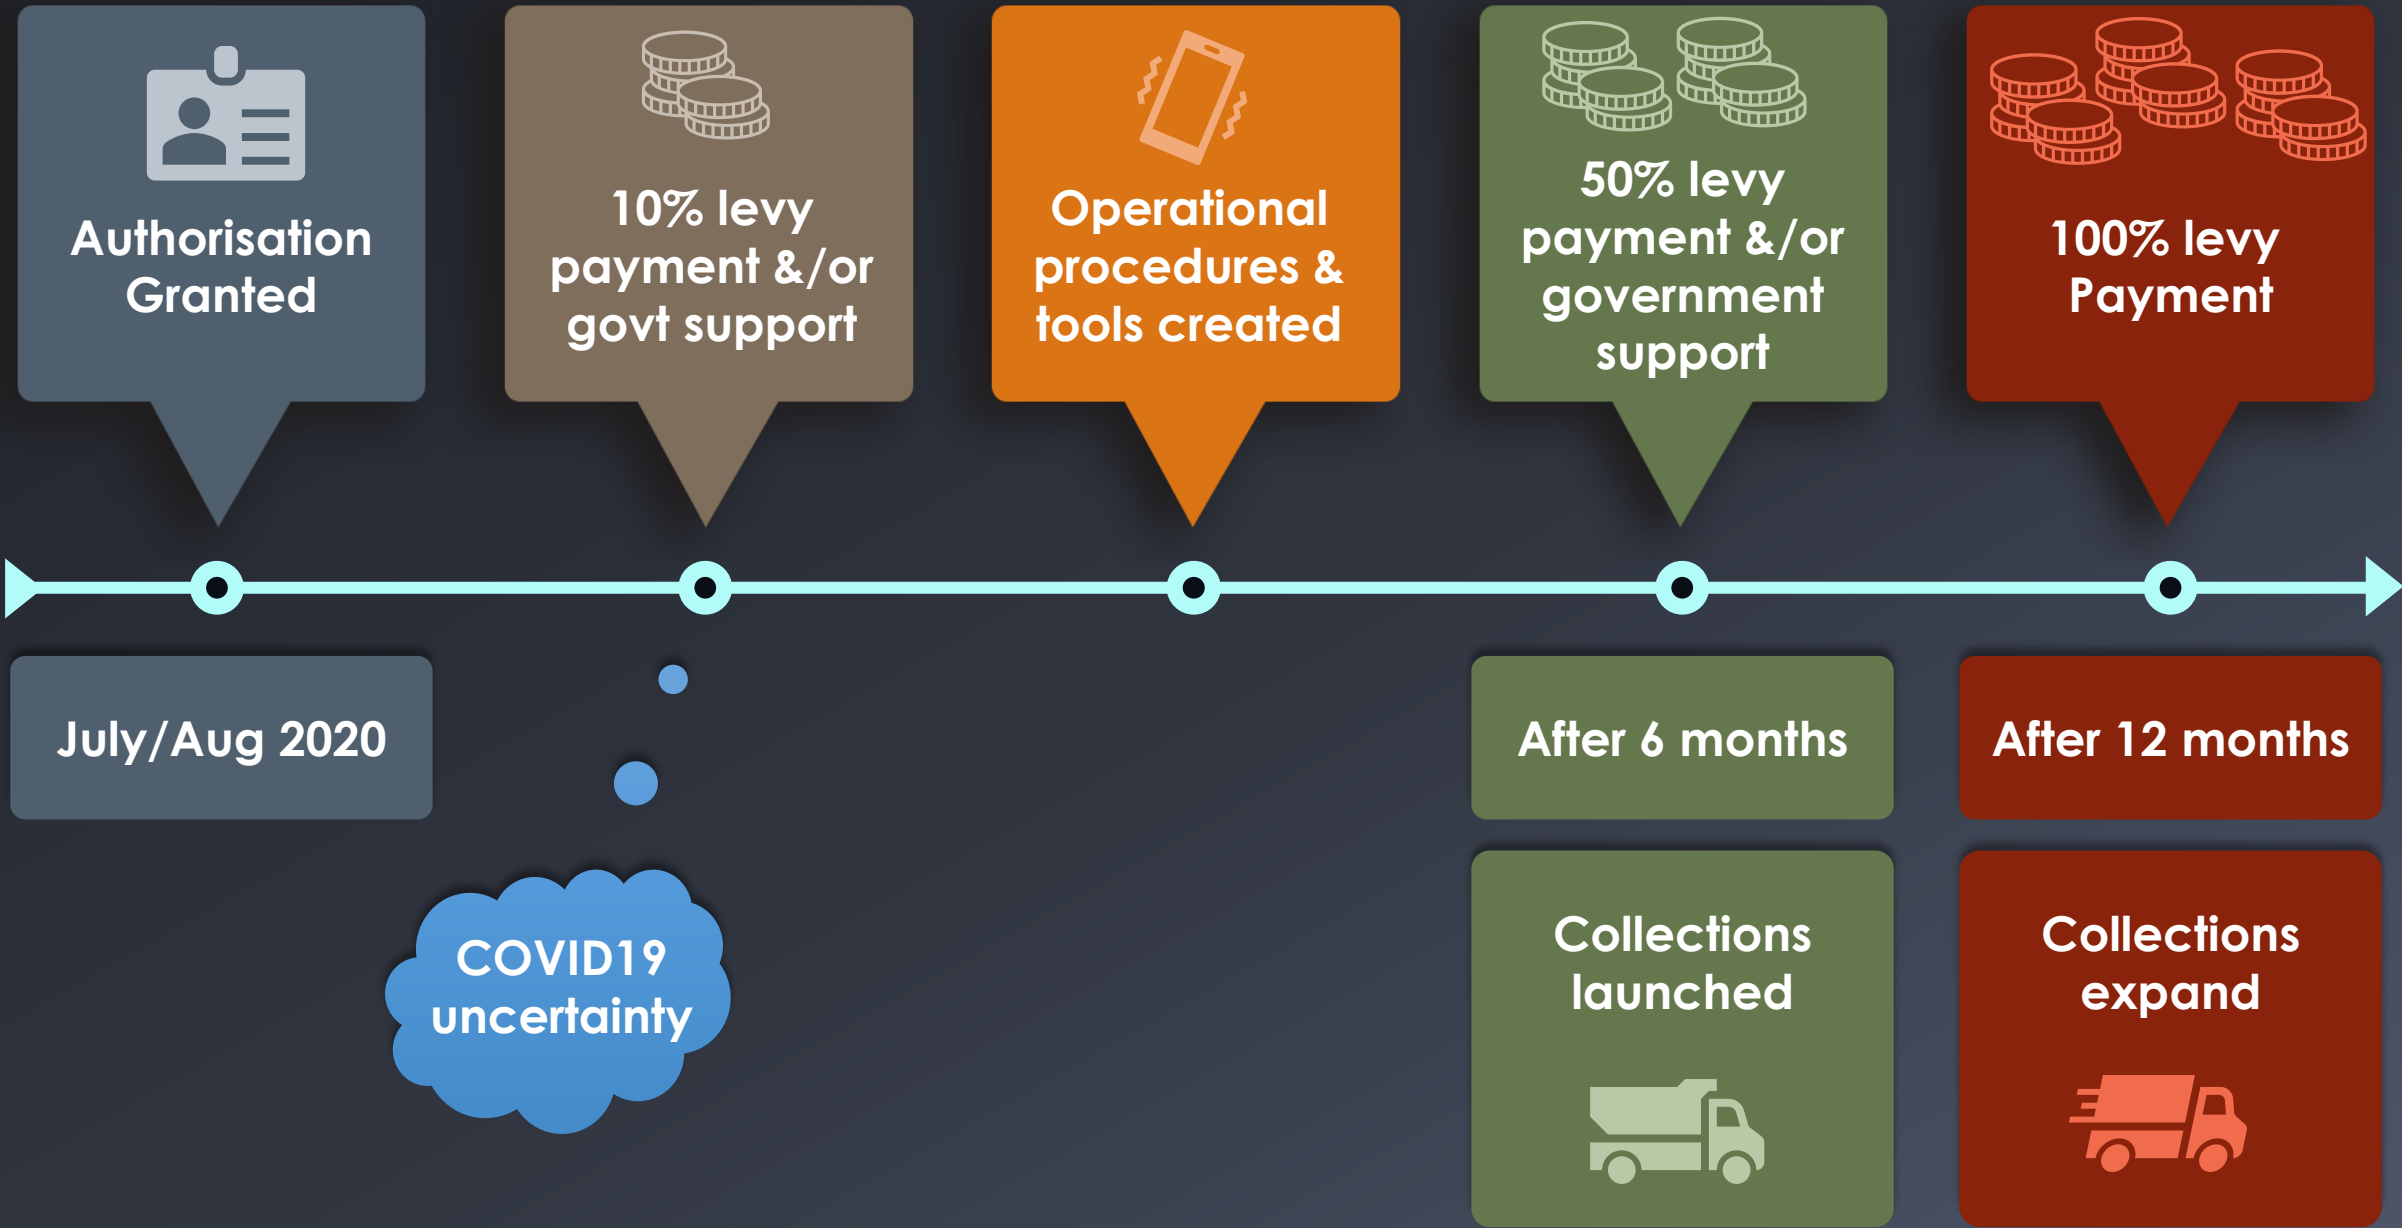 Authorisation
Granted
10% levy
payment &/or
govt support
Operational
procedures &
tools created
50% levy
payment &/or
government
support
100% levy
Payment
July/Aug 2020
After 6 months
After 12 months
COVID19
uncertainty
Collections
launched
Collections
expand